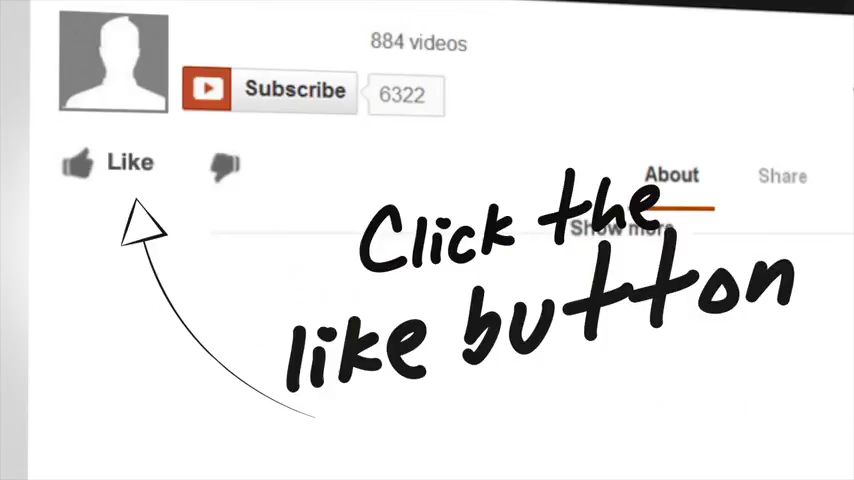 884 videos
Subscribe 6322
Like
About Share
Show more
Click the
like button